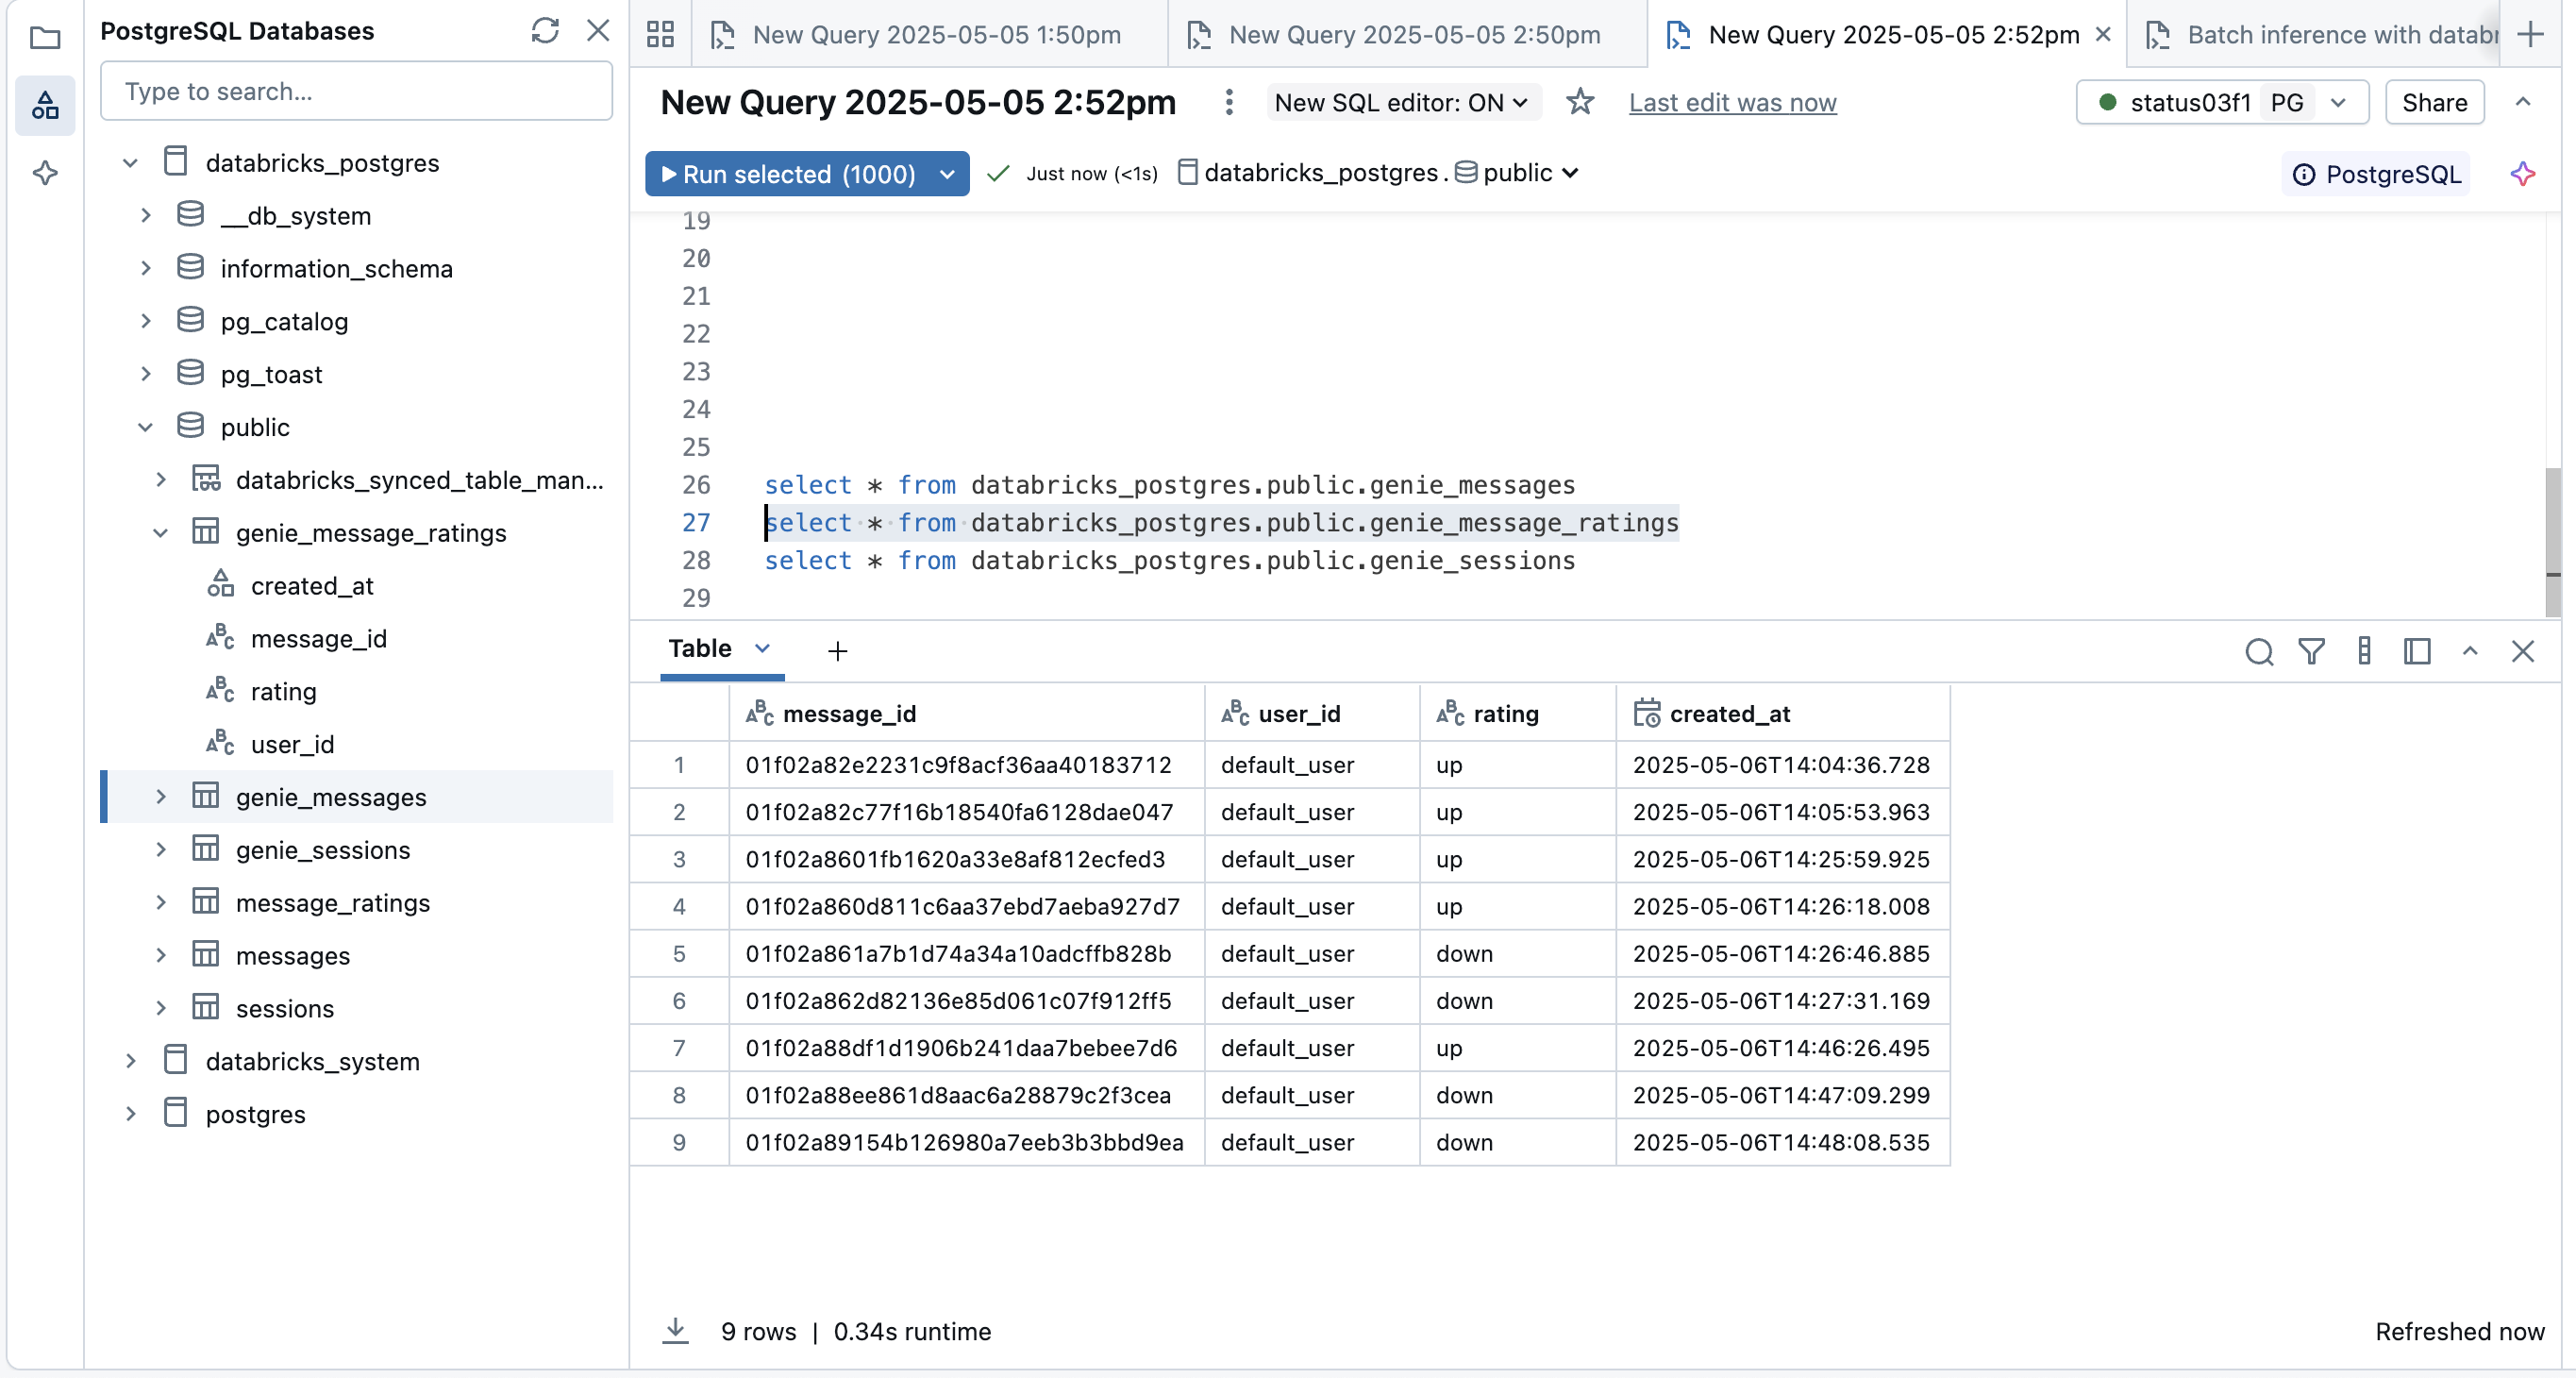 PostgreSQL Databases
Type to search...
databricks_postgres
__db_system
information_schema
pg_catalog
pg_toast
public
databricks_synced_table_man...
genie_message_ratings
created_at
message_id
rating
user_id
genie_messages
genie_sessions
message_ratings
messages
sessions
databricks_system
postgres
New Query 2025-05-05 1:50pm
New Query 2025-05-05 2:50pm
New Query 2025-05-05 2:52pm
Batch inference with databr
New Query 2025-05-05 2:52pm
New SQL editor: ON
Last edit was now
status03f1 PG
Share
Run selected (1000)
Just now (<1s)
databricks_postgres . public
PostgreSQL
19
20
21
22
23
24
25
26 select * from databricks_postgres.public.genie_messages
27 select * from databricks_postgres.public.genie_message_ratings
28 select * from databricks_postgres.public.genie_sessions
29
Table
message_id user_id rating created_at
1 01f02a82e2231c9f8acf36aa40183712 default_user up 2025-05-06T14:04:36.728
2 01f02a82c77f16b18540fa6128dae047 default_user up 2025-05-06T14:05:53.963
3 01f02a8601fb1620a33e8af812ecfed3 default_user up 2025-05-06T14:25:59.925
4 01f02a860d811c6aa37ebd7aeba927d7 default_user up 2025-05-06T14:26:18.008
5 01f02a861a7b1d74a34a10adcffb828b default_user down 2025-05-06T14:26:46.885
6 01f02a862d82136e85d061c07f912ff5 default_user down 2025-05-06T14:27:31.169
7 01f02a88df1d1906b241daa7bebee7d6 default_user up 2025-05-06T14:46:26.495
8 01f02a88ee861d8aac6a28879c2f3cea default_user down 2025-05-06T14:47:09.299
9 01f02a89154b126980a7eeb3b3bbd9ea default_user down 2025-05-06T14:48:08.535
9 rows | 0.34s runtime
Refreshed now